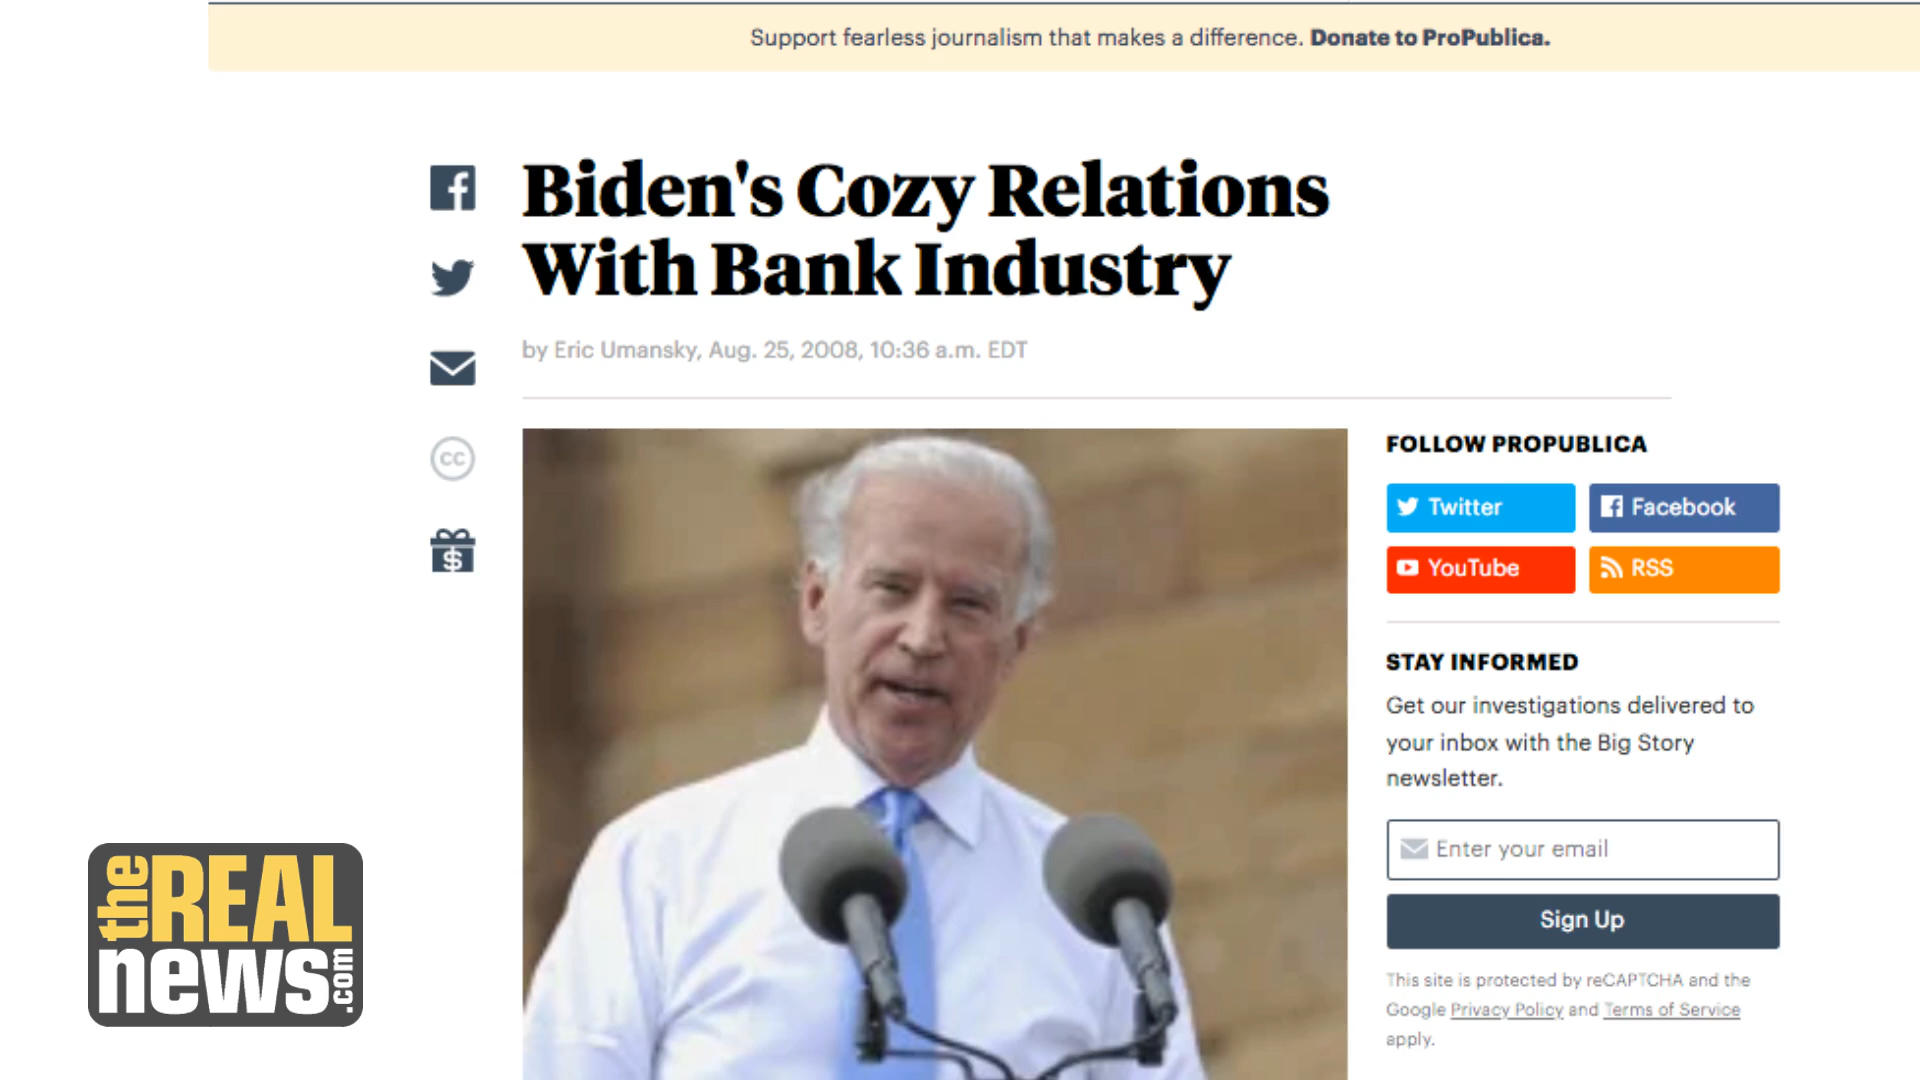 Support fearless journalism that makes a difference. Donate to ProPublica.
Biden's Cozy Relations
With Bank Industry
by Eric Umansky, Aug. 25, 2008, 10:36 a.m. EDT
cc
$
FOLLOW PROPUBLICA
Twitter
Facebook
YouTube
RSS
STAY INFORMED
Get our investigations delivered to
your inbox with the Big Story
newsletter.
Enter your email
Sign Up
This site is protected by reCAPTCHA and the
Google Privacy Policy and Terms of Service
apply.
the REAL
news.com